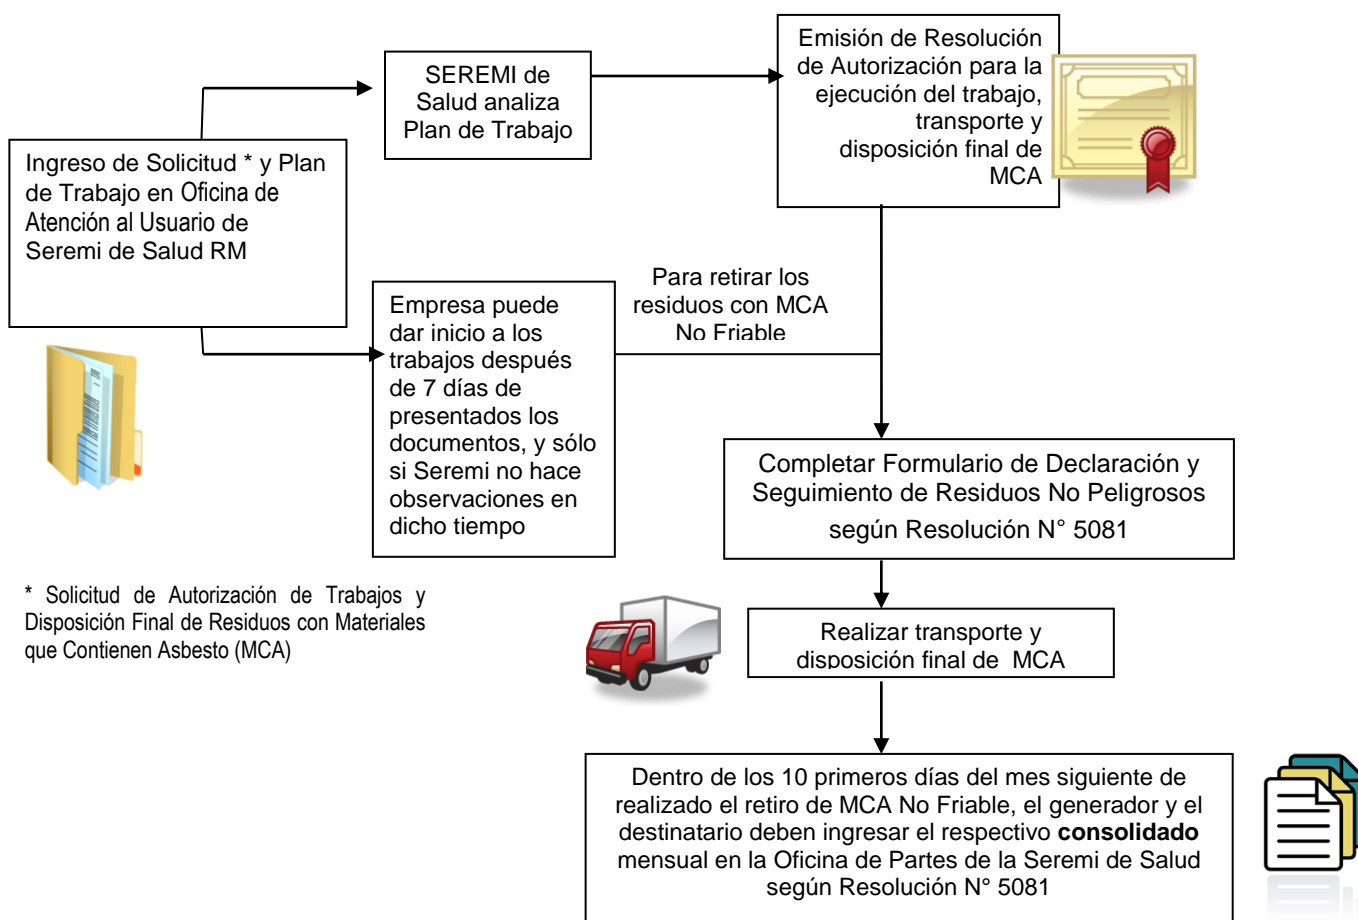 Emisión de Resolución
de Autorización para la
ejecución del trabajo,
transporte y
disposición final de
MCA
SEREMI de
Salud analiza
Plan de Trabajo
Ingreso de Solicitud * y Plan
de Trabajo en Oficina de
Atención al Usuario de
Seremi de Salud RM
Para retirar los
residuos con MCA
No Friable
Empresa puede
dar inicio a los
trabajos después
de 7 días de
presentados los
documentos, y sólo
si Seremi no hace
observaciones en
dicho tiempo
Completar Formulario de Declaración y
Seguimiento de Residuos No Peligrosos
según Resolución N° 5081
* Solicitud de Autorización de Trabajos y
Disposición Final de Residuos con Materiales
que Contienen Asbesto (MCA)
Realizar transporte y
disposición final de MCA
Dentro de los 10 primeros días del mes siguiente de
realizado el retiro de MCA No Friable, el generador y el
destinatario deben ingresar el respectivo consolidado
mensual en la Oficina de Partes de la Seremi de Salud
según Resolución N° 5081